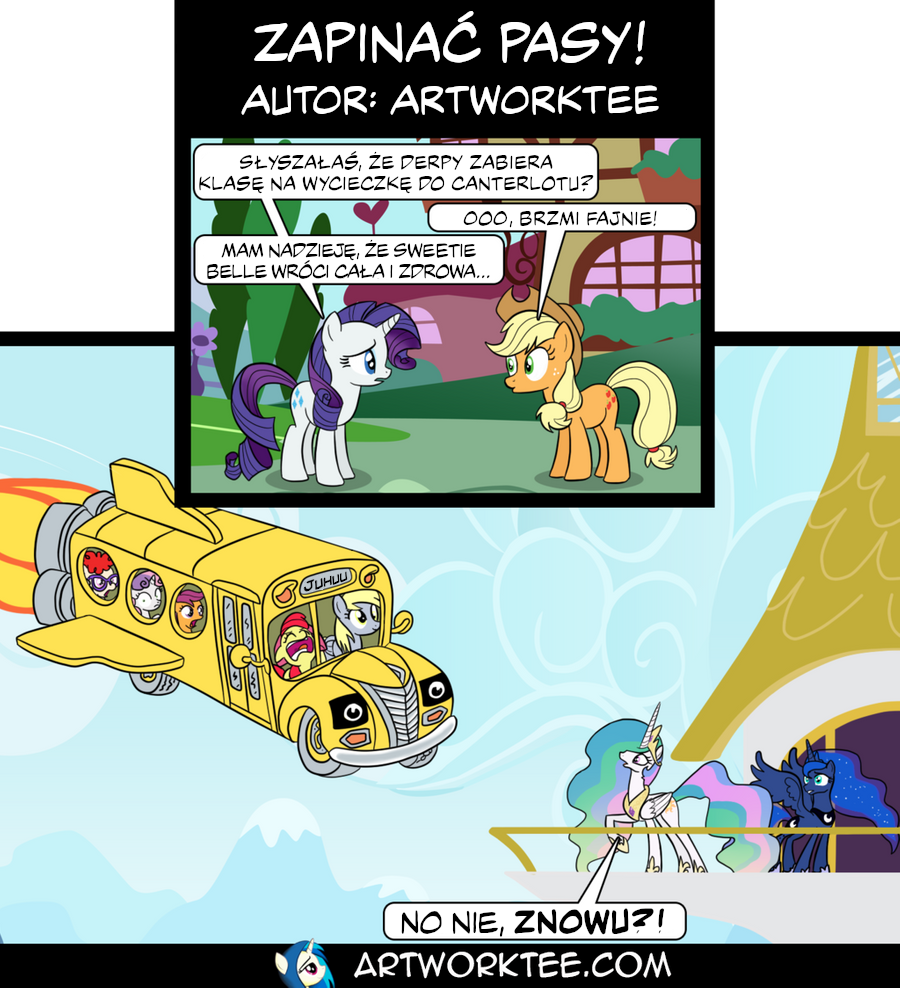 ZAPINAĆ PASY!
AUTOR: ARTWORKTEE
SŁYSZAŁAŚ, ŻE DERPY ZABIERA
KLASĘ NA WYCIECZKĘ DO CANTERLOTU?
OOO, BRZMI FAJNIE!
MAM NADZIEJĘ, ŻE SWEETIE
BELLE WRÓCI CAŁA I ZDROWA...
JUHUU
NO NIE, ZNOWU?!
ARTWORKTEE.COM